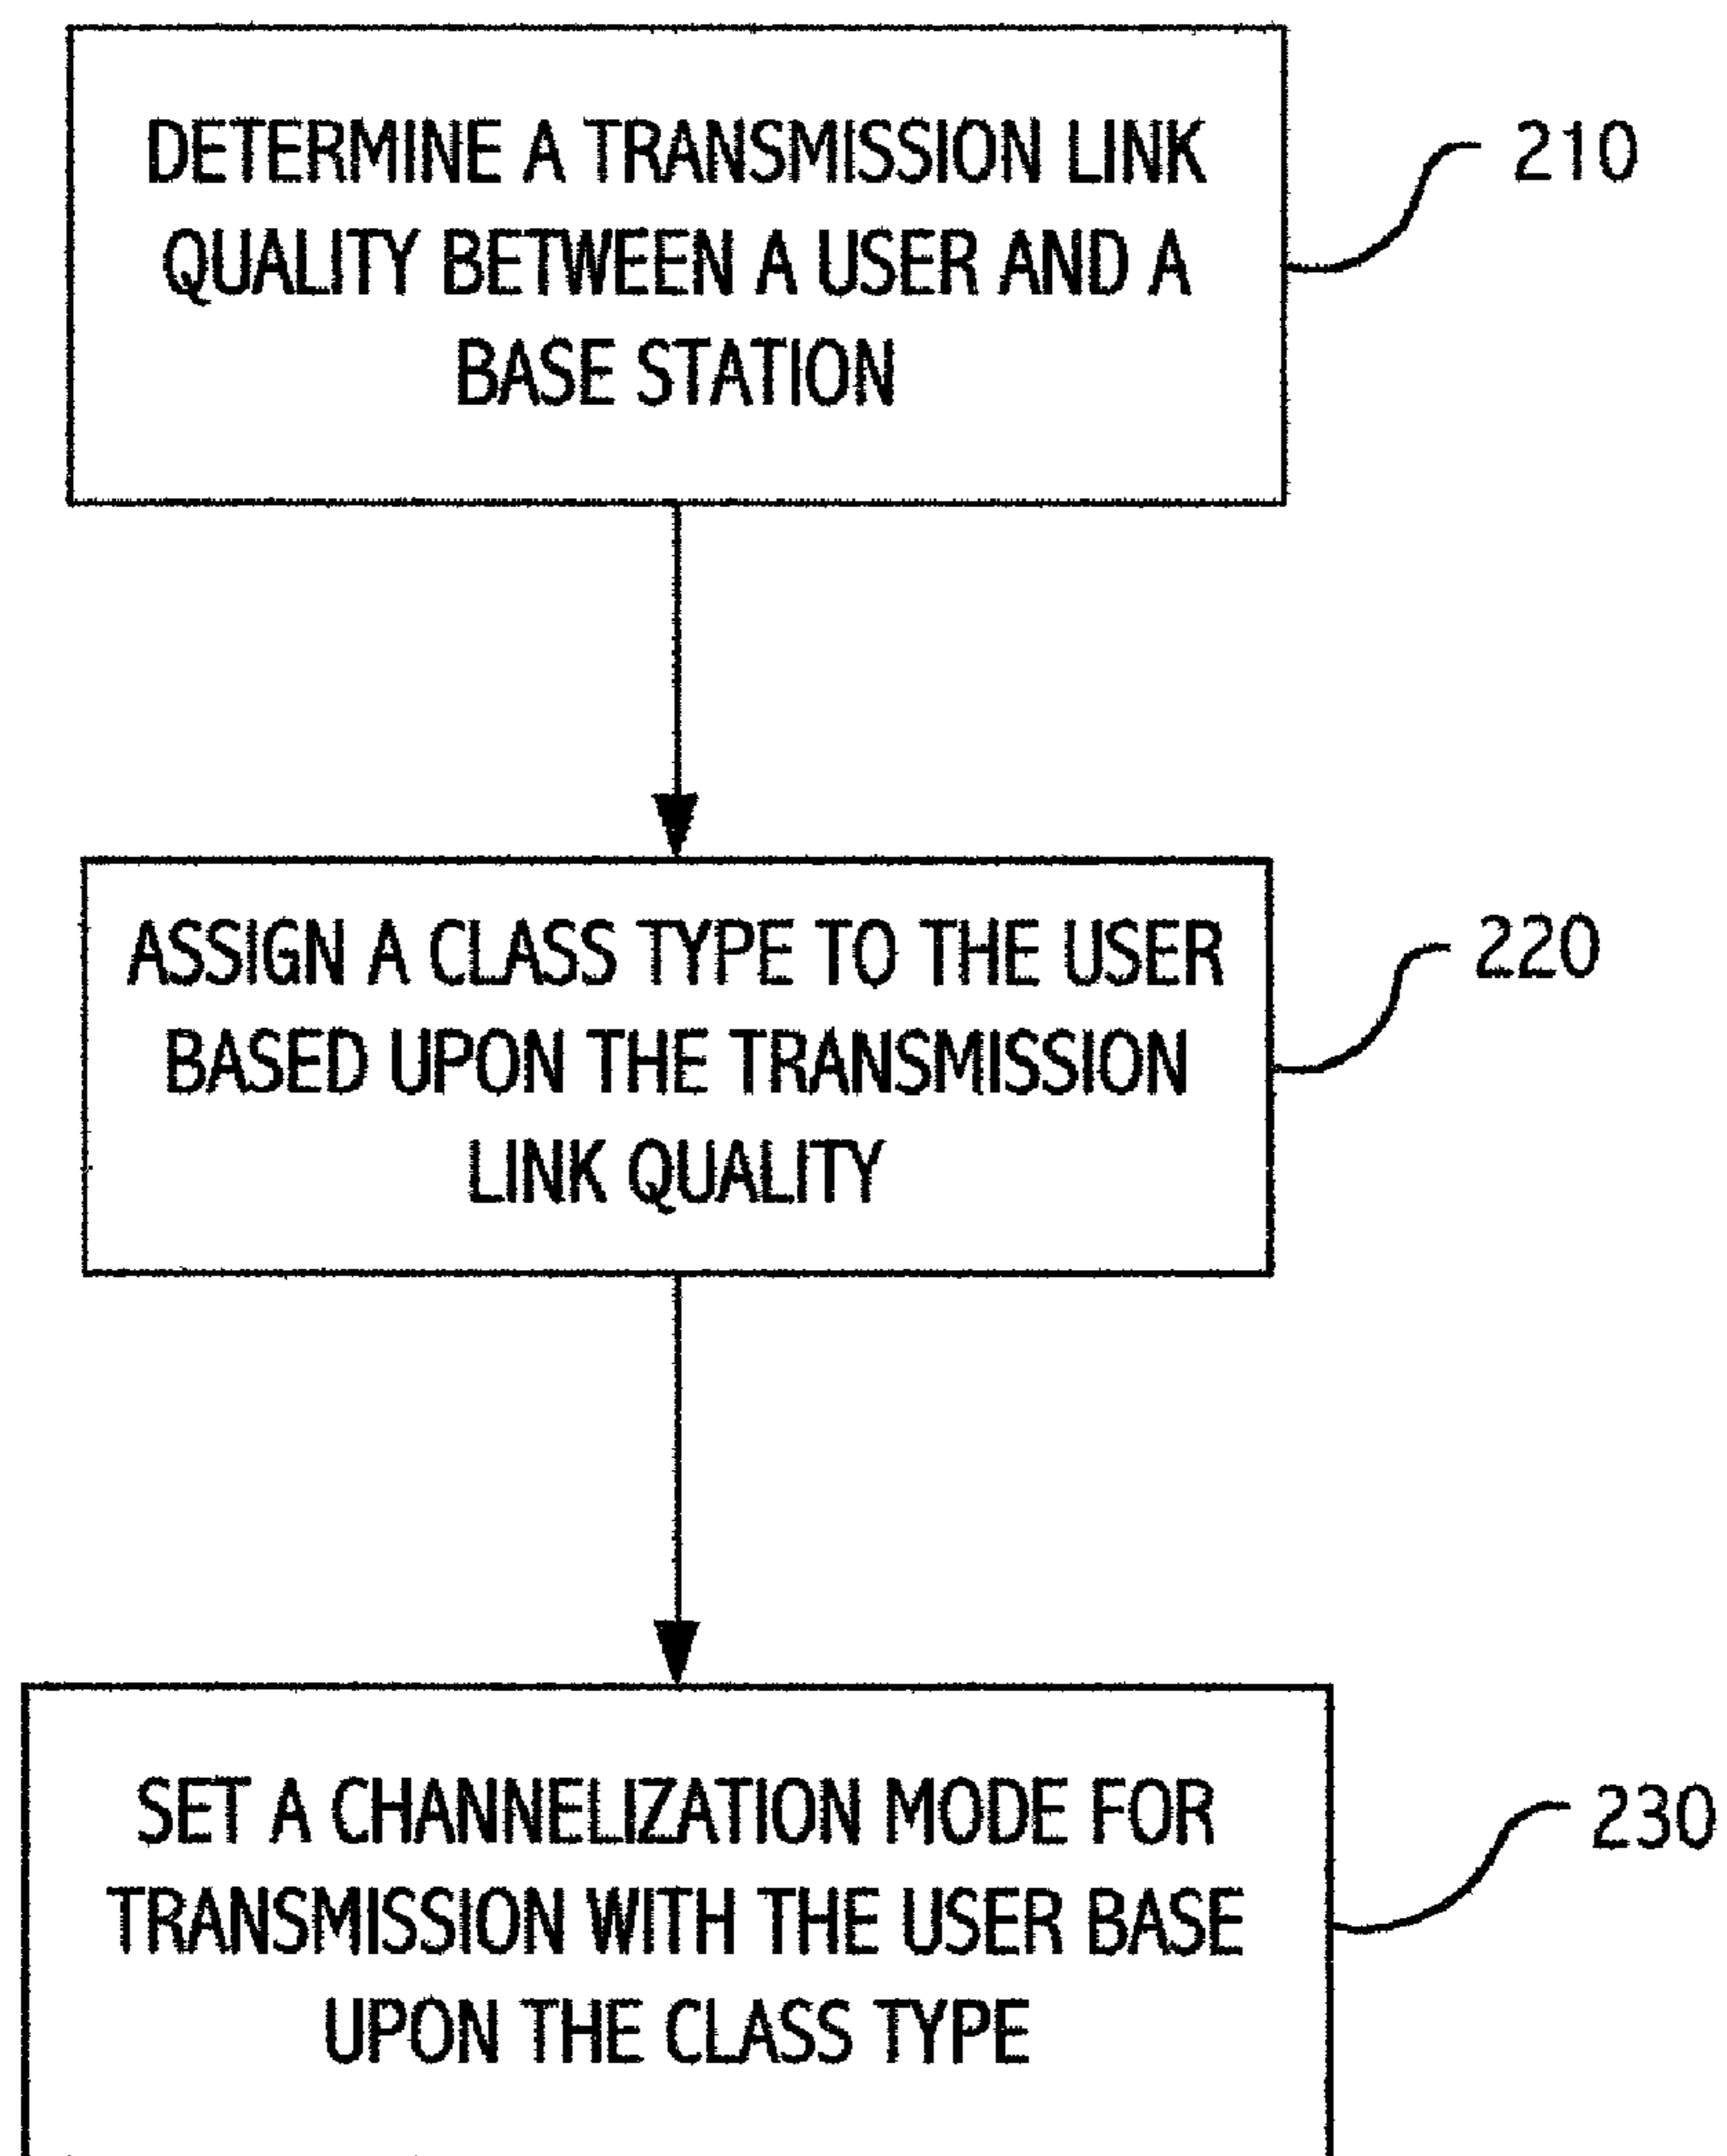 DETERMINE A TRANSMISSION LINK
QUALITY BETWEEN A USER AND A
BASE STATION
210
ASSIGN A CLASS TYPE TO THE USER
BASED UPON THE TRANSMISSION
LINK QUALITY
220
SET A CHANNELIZATION MODE FOR
TRANSMISSION WITH THE USER BASE
UPON THE CLASS TYPE
230